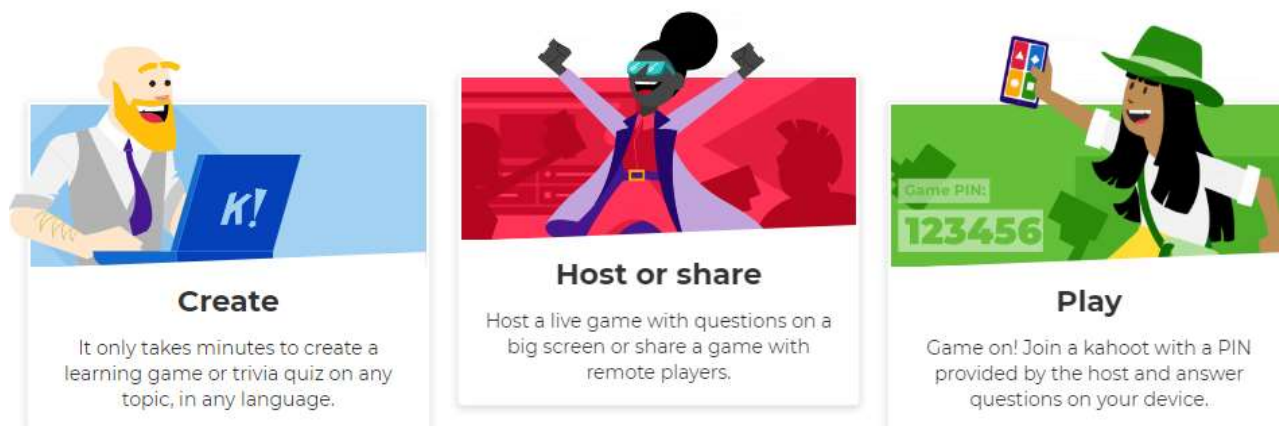 K!
Create
It only takes minutes to create a
learning game or trivia quiz on any
topic, in any language.
Host or share
Host a live game with questions on a
big screen or share a game with
remote players.
Game PIN:
123456
Play
Game on! Join a kahoot with a PIN
provided by the host and answer
questions on your device.